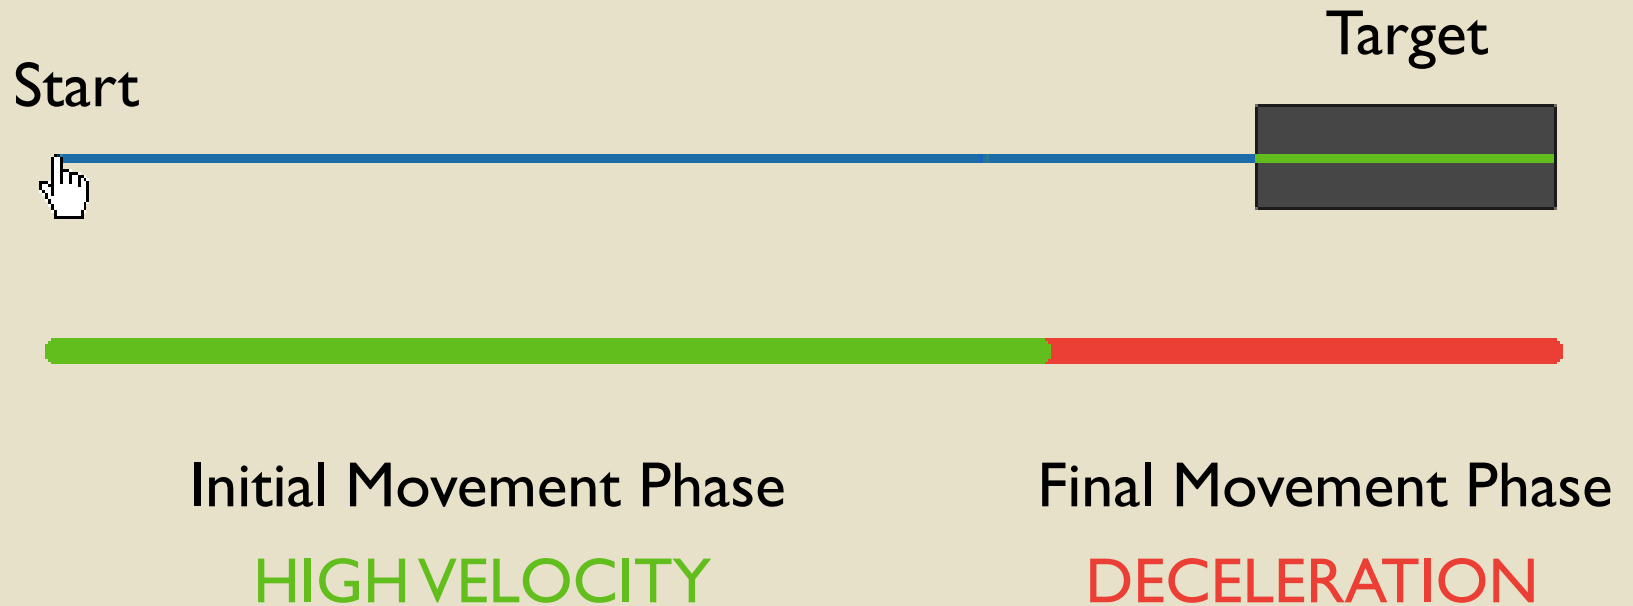 Target
Start
Initial Movement Phase
Final Movement Phase
HIGH VELOCITY
DECELERATION